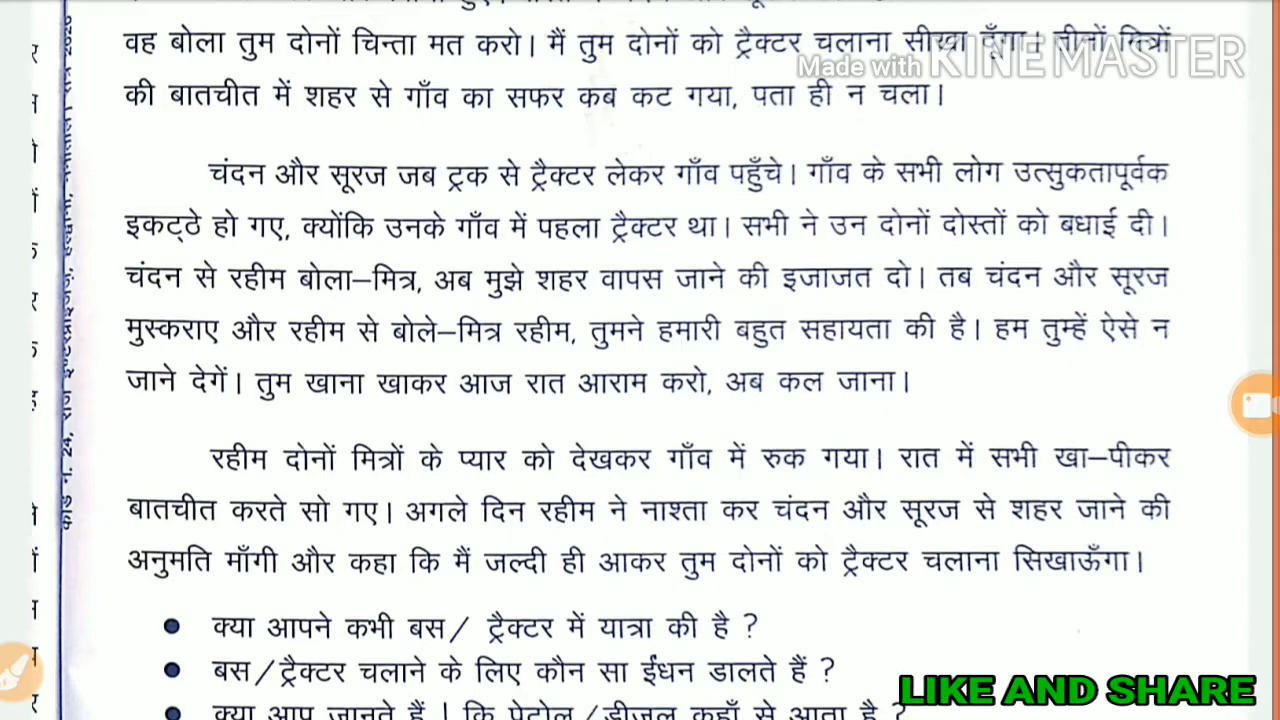 वह बोला तुम दोनों चिन्ता मत करो। मैं तुम दोनों को ट्रैक्टर चलाना सीखा दूँगा। तीनों मित्रों
Made with KINEMASTER
की बातचीत में शहर से गाँव का सफर कब कट गया, पता ही न चला।
चंदन और सूरज जब ट्रक से ट्रैक्टर लेकर गाँव पहुँचे। गाँव के सभी लोग उत्सुकतापूर्वक
इकट्ठे हो गए, क्योंकि उनके गाँव में पहला ट्रैक्टर था। सभी ने उन दोनों दोस्तों को बधाई दी।
चंदन से रहीम बोला–मित्र, अब मुझे शहर वापस जाने की इजाजत दो। तब चंदन और सूरज
मुस्कराए और रहीम से बोले–मित्र रहीम, तुमने हमारी बहुत सहायता की है। हम तुम्हें ऐसे न
जाने देगें। तुम खाना खाकर आज रात आराम करो, अब कल जाना।
रहीम दोनों मित्रों के प्यार को देखकर गाँव में रुक गया। रात में सभी खा–पीकर
बातचीत करते सो गए। अगले दिन रहीम ने नाश्ता कर चंदन और सूरज से शहर जाने की
अनुमति माँगी और कहा कि मैं जल्दी ही आकर तुम दोनों को ट्रैक्टर चलाना सिखाऊँगा।
● क्या आपने कभी बस/ ट्रैक्टर में यात्रा की है ?
● बस/ट्रैक्टर चलाने के लिए कौन सा ईंधन डालते हैं ?
● क्या आप जानते हैं । कि पेट्रोल/डीजल कहाँ से आता है ?
LIKE AND SHARE